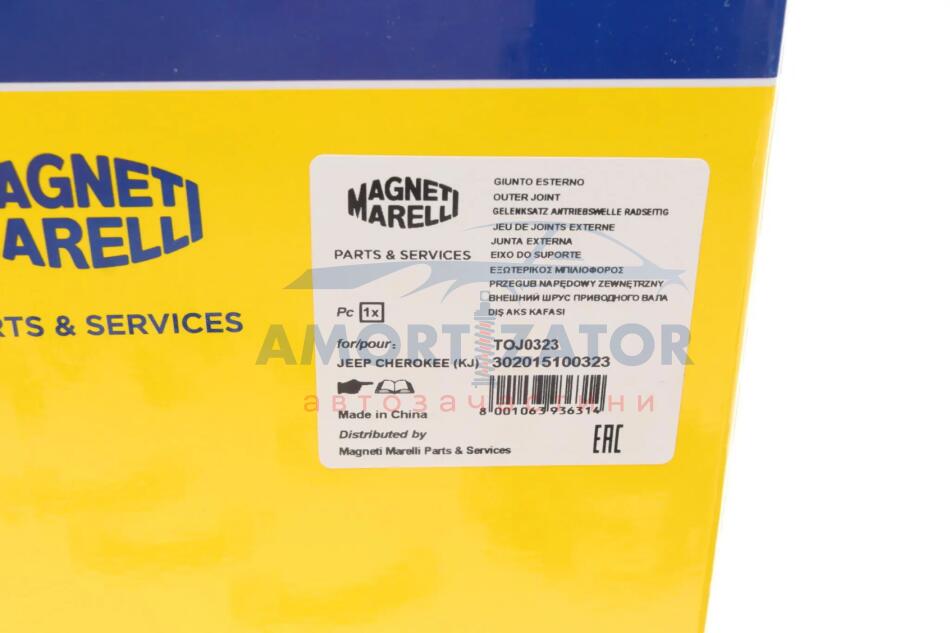 AGNETI
ARELLI
RTS & SERVICES
MAGNETI
MARELLI
PARTS & SERVICES
Pc 1x
for/pour:
JEEP CHEROKEE (KJ)
Made in China
Distributed by
Magneti Marelli Parts & Services
GIUNTO ESTERNO
OUTER JOINT
GELENKSATZ ANTRIEBSWELLE RADSEITIG
JEU DE JOINTS EXTERNE
JUNTA EXTERNA
EIXO DO SUPORTE
ΕΞΩΤΕΡΙΚΟΣ ΜΠΙΛΙΟΦΟΡΟΣ
PRZEGUB NAPĘDOWY ZEWNĘTRZNY
ВНЕШНИЙ ШРУС ПРИВОДНОГО ВАЛА
DIŞ AKS KAFASI
TOJ0323
302015100323
8 001063 936314
EAC
AMORTIZATOR
автозапчастини